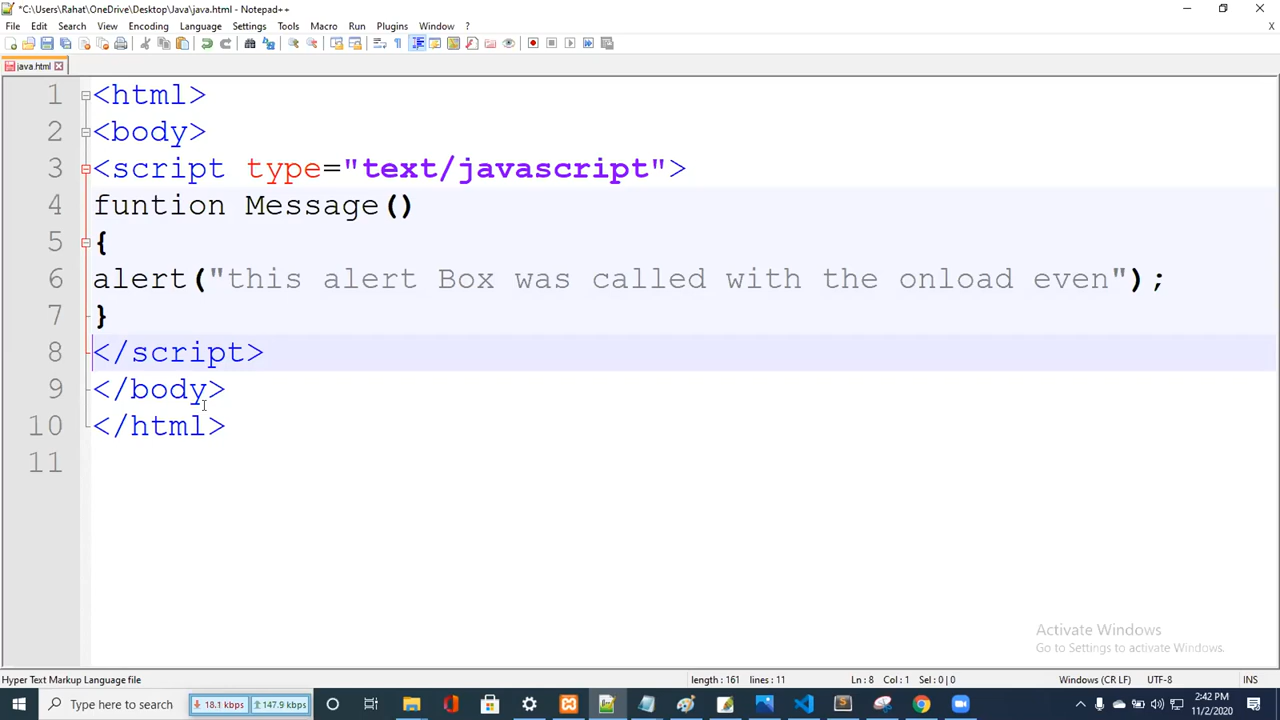 *C:\Users\Rahat\OneDrive\Desktop\Java\java.html - Notepad++
File Edit Search View Encoding Language Settings Tools Macro Run Plugins Window ?
X
java.html
1 <html>
2 <body>
3 <script type="text/javascript">
4 funtion Message()
5 {
6 alert("this alert Box was called with the onload even");
7 }
8 </script>
9 </body>
10 </html>
11
Activate Windows
Go to Settings to activate Windows.
Hyper Text Markup Language file length : 161 lines : 11 Ln : 8 Col : 1 Sel : 0 | 0 Windows (CR LF) UTF-8 INS
Type here to search 18.1 kbps 147.9 kbps 2:42 PM
11/2/2020